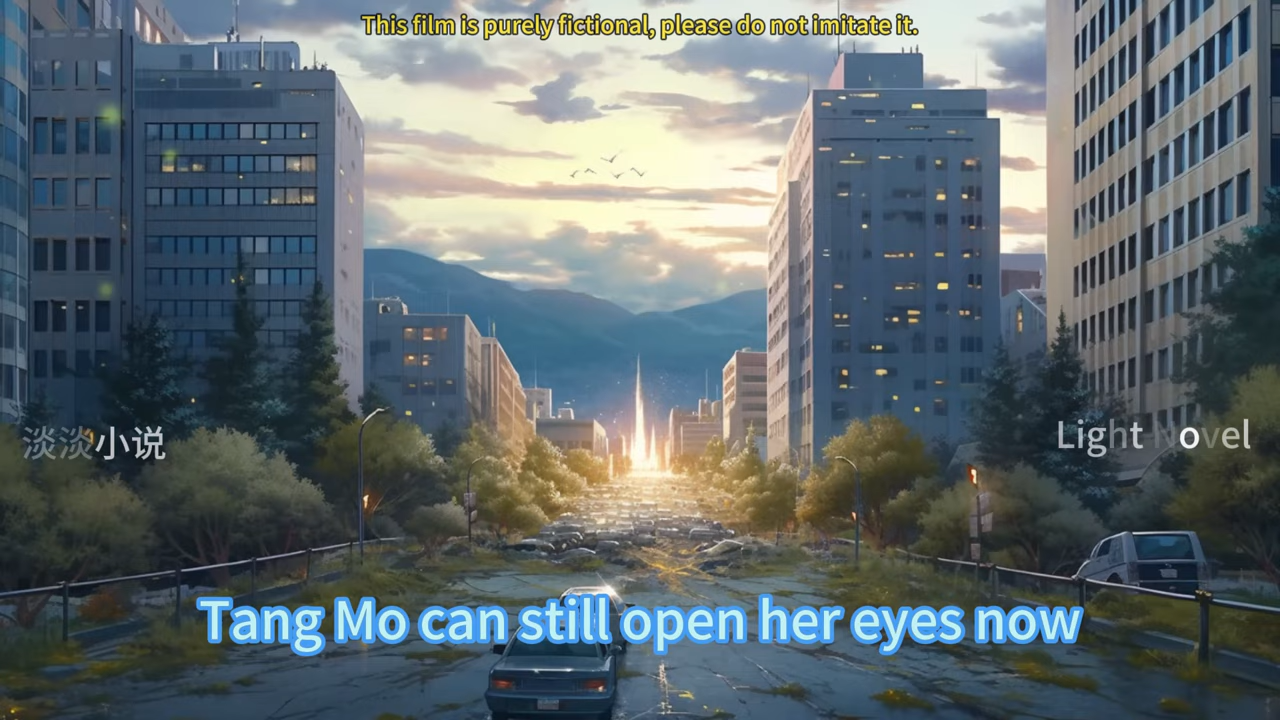 This film is purely fictional, please do not imitate it.
淡淡小说
Light Novel
Tang Mo can still open her eyes now